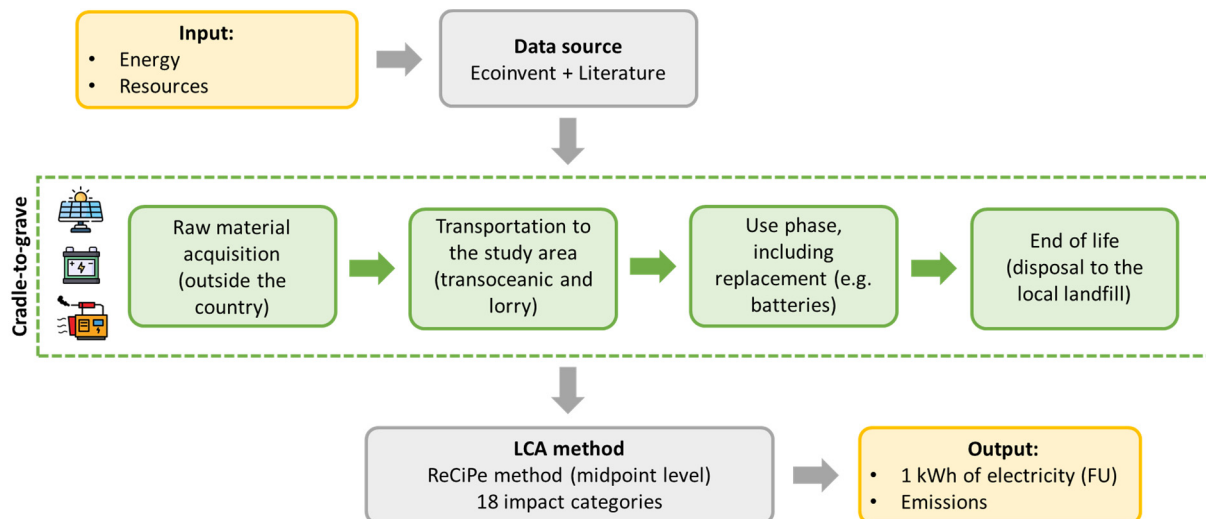 Input:
• Energy
• Resources
Data source
Ecoinvent + Literature
Cradle-to-grave
Raw material
acquisition
(outside the
country)
Transportation to
the study area
(transoceanic and
lorry)
Use phase,
including
replacement (e.g.
batteries)
End of life
(disposal to the
local landfill)
LCA method
ReCiPe method (midpoint level)
18 impact categories
Output:
• 1 kWh of electricity (FU)
• Emissions